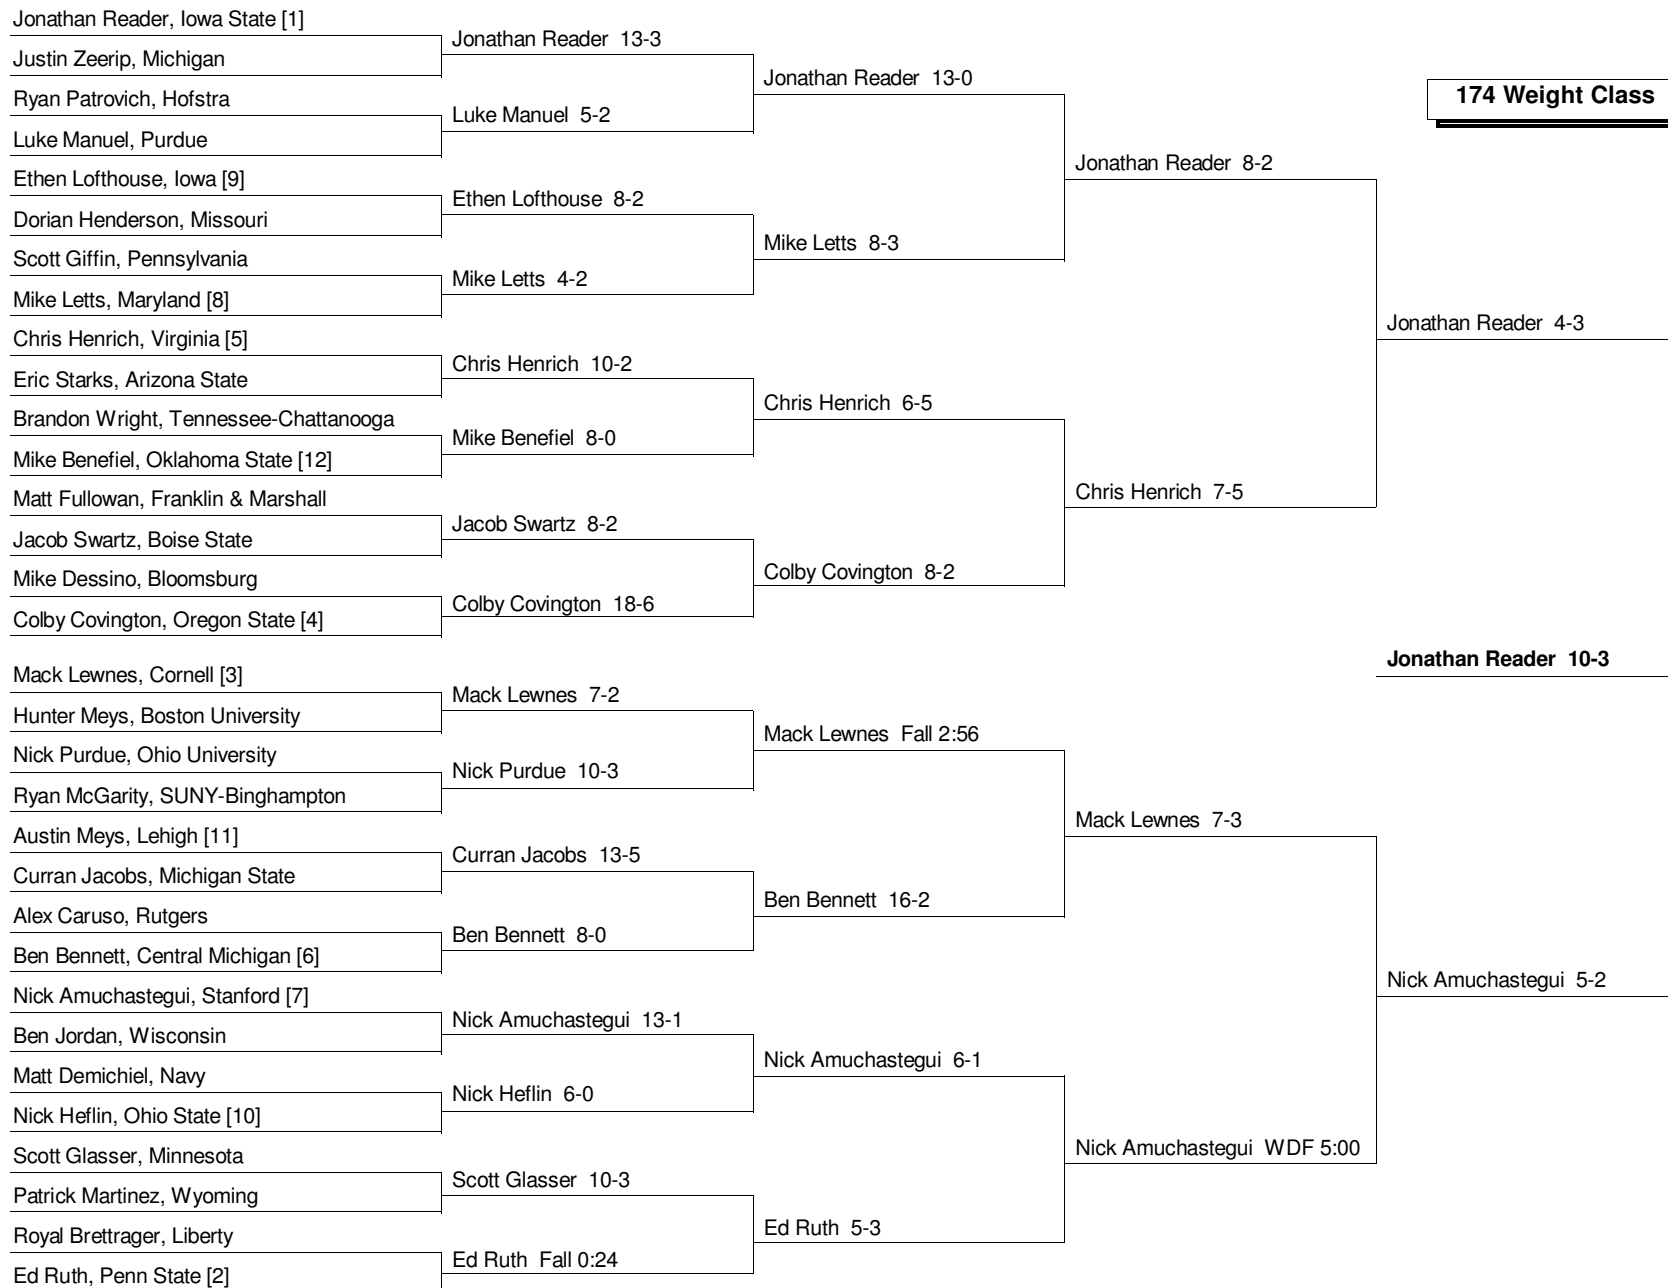 Jonathan Reader, Iowa State [1]
Justin Zeerip, Michigan
Ryan Patrovich, Hofstra
Luke Manuel, Purdue
Ethen Lofthouse, Iowa [9]
Dorian Henderson, Missouri
Scott Giffin, Pennsylvania
Mike Letts, Maryland [8]
Chris Henrich, Virginia [5]
Eric Starks, Arizona State
Brandon Wright, Tennessee-Chattanooga
Mike Benefiel, Oklahoma State [12]
Matt Fullowan, Franklin & Marshall
Jacob Swartz, Boise State
Mike Dessino, Bloomsburg
Colby Covington, Oregon State [4]
Mack Lewnes, Cornell [3]
Hunter Meys, Boston University
Nick Purdue, Ohio University
Ryan McGarity, SUNY-Binghampton
Austin Meys, Lehigh [11]
Curran Jacobs, Michigan State
Alex Caruso, Rutgers
Ben Bennett, Central Michigan [6]
Nick Amuchastegui, Stanford [7]
Ben Jordan, Wisconsin
Matt Demichiel, Navy
Nick Heflin, Ohio State [10]
Scott Glasser, Minnesota
Patrick Martinez, Wyoming
Royal Brettrager, Liberty
Ed Ruth, Penn State [2]
Jonathan Reader 13-3
Luke Manuel 5-2
Ethen Lofthouse 8-2
Mike Letts 4-2
Chris Henrich 10-2
Mike Benefiel 8-0
Jacob Swartz 8-2
Colby Covington 18-6
Mack Lewnes 7-2
Nick Purdue 10-3
Curran Jacobs 13-5
Ben Bennett 8-0
Nick Amuchastegui 13-1
Nick Heflin 6-0
Scott Glasser 10-3
Ed Ruth Fall 0:24
Jonathan Reader 13-0
Mike Letts 8-3
Chris Henrich 6-5
Colby Covington 8-2
Mack Lewnes Fall 2:56
Ben Bennett 16-2
Nick Amuchastegui 6-1
Ed Ruth 5-3
Jonathan Reader 8-2
Chris Henrich 7-5
Mack Lewnes 7-3
Nick Amuchastegui WDF 5:00
174 Weight Class
Jonathan Reader 4-3
Jonathan Reader 10-3
Nick Amuchastegui 5-2